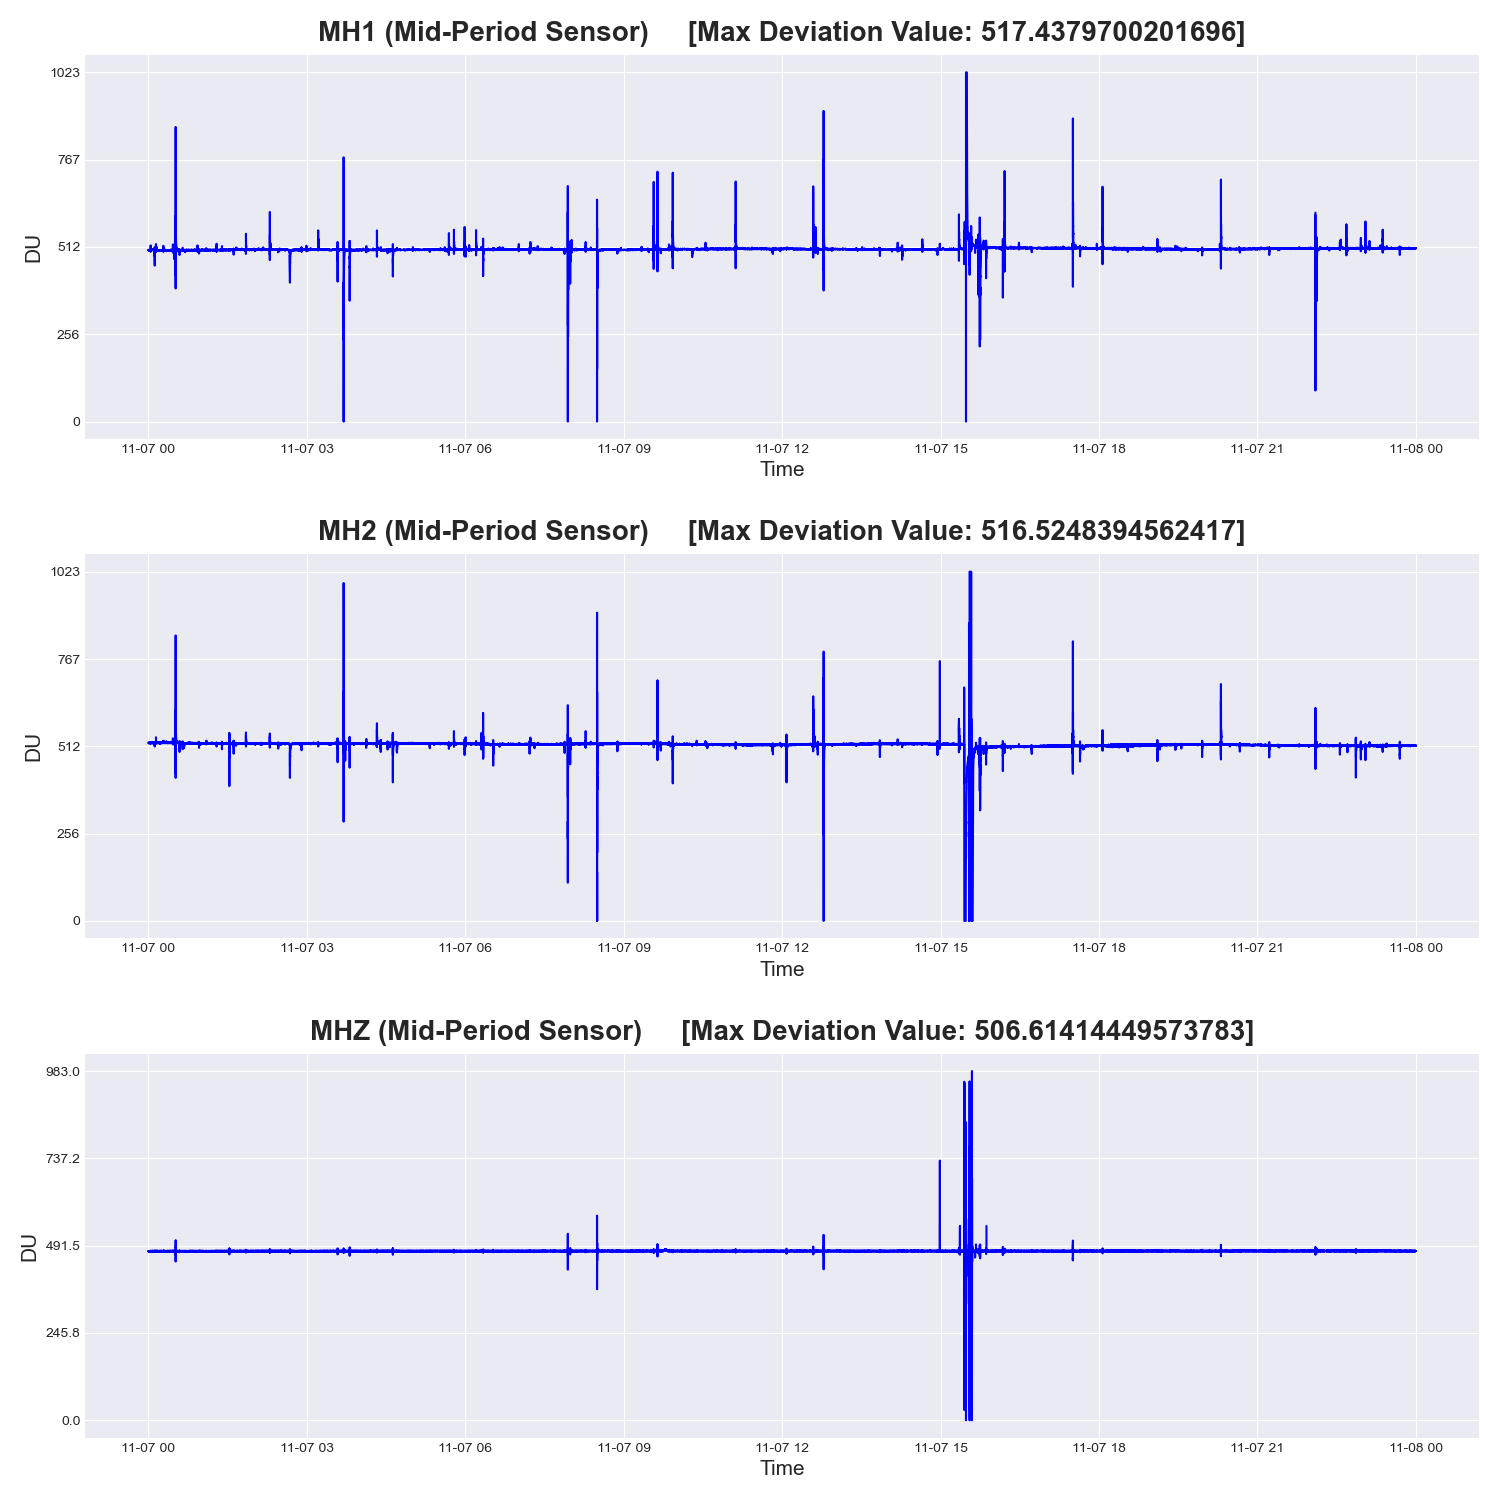 MH1 (Mid-Period Sensor) [Max Deviation Value: 517.4379700201696]
1023
767
512
256
0
DU
11-07 00 11-07 03 11-07 06 11-07 09 11-07 12 11-07 15 11-07 18 11-07 21 11-08 00
Time
MH2 (Mid-Period Sensor) [Max Deviation Value: 516.5248394562417]
1023
767
512
256
0
DU
11-07 00 11-07 03 11-07 06 11-07 09 11-07 12 11-07 15 11-07 18 11-07 21 11-08 00
Time
MHZ (Mid-Period Sensor) [Max Deviation Value: 506.61414449573783]
983.0
737.2
491.5
245.8
0.0
DU
11-07 00 11-07 03 11-07 06 11-07 09 11-07 12 11-07 15 11-07 18 11-07 21 11-08 00
Time